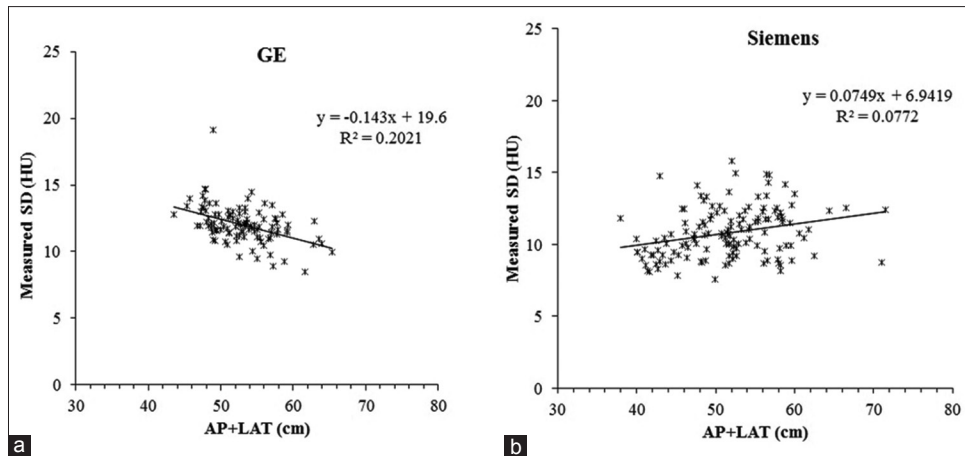 GE
y = -0.143x + 19.6
R² = 0.2021
Measured SD (HU)
25
20
15
10
5
0
30 40 50 60 70 80
AP+LAT (cm)
a
Siemens
y = 0.0749x + 6.9419
R² = 0.0772
Measured SD (HU)
25
20
15
10
5
0
30 40 50 60 70 80
AP+LAT (cm)
b